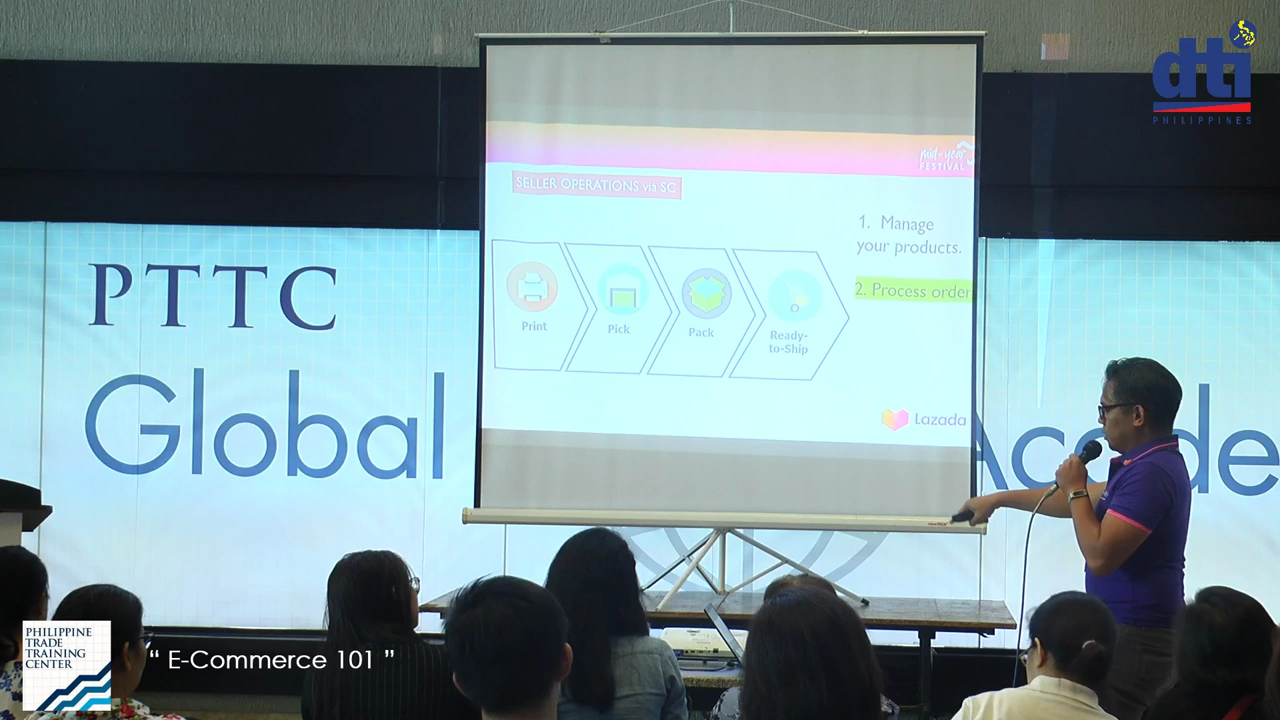 dti
PHILIPPINES
mid-year
FESTIVAL
SELLER OPERATIONS via SC
1. Manage
your products.
2. Process order
Print
Pick
Pack
Ready-
to-Ship
Lazada
PTTC
Global
Acade
PHILIPPINE
TRADE
TRAINING
CENTER
“ E-Commerce 101 ”